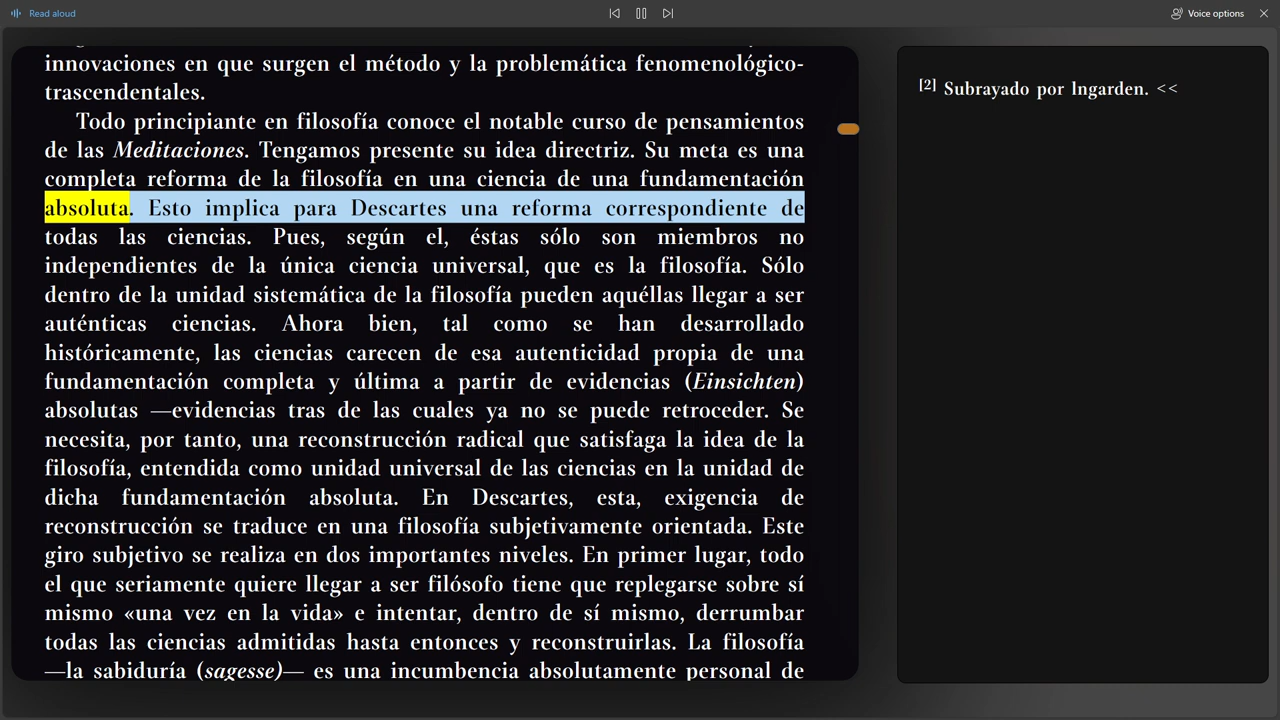 Read aloud
Voice options
innovaciones en que surgen el método y la problemática fenomenológico-
trascendentales.
Todo principiante en filosofía conoce el notable curso de pensamientos
de las Meditaciones. Tengamos presente su idea directriz. Su meta es una
completa reforma de la filosofía en una ciencia de una fundamentación
absoluta. Esto implica para Descartes una reforma correspondiente de
todas las ciencias. Pues, según el, éstas sólo son miembros no
independientes de la única ciencia universal, que es la filosofía. Sólo
dentro de la unidad sistemática de la filosofía pueden aquéllas llegar a ser
auténticas ciencias. Ahora bien, tal como se han desarrollado
históricamente, las ciencias carecen de esa autenticidad propia de una
fundamentación completa y última a partir de evidencias (Einsichten)
absolutas —evidencias tras de las cuales ya no se puede retroceder. Se
necesita, por tanto, una reconstrucción radical que satisfaga la idea de la
filosofía, entendida como unidad universal de las ciencias en la unidad de
dicha fundamentación absoluta. En Descartes, esta, exigencia de
reconstrucción se traduce en una filosofía subjetivamente orientada. Este
giro subjetivo se realiza en dos importantes niveles. En primer lugar, todo
el que seriamente quiere llegar a ser filósofo tiene que replegarse sobre sí
mismo «una vez en la vida» e intentar, dentro de sí mismo, derrumbar
todas las ciencias admitidas hasta entonces y reconstruirlas. La filosofía
—la sabiduría (sagesse)— es una incumbencia absolutamente personal de
[2] Subrayado por lngarden. <<